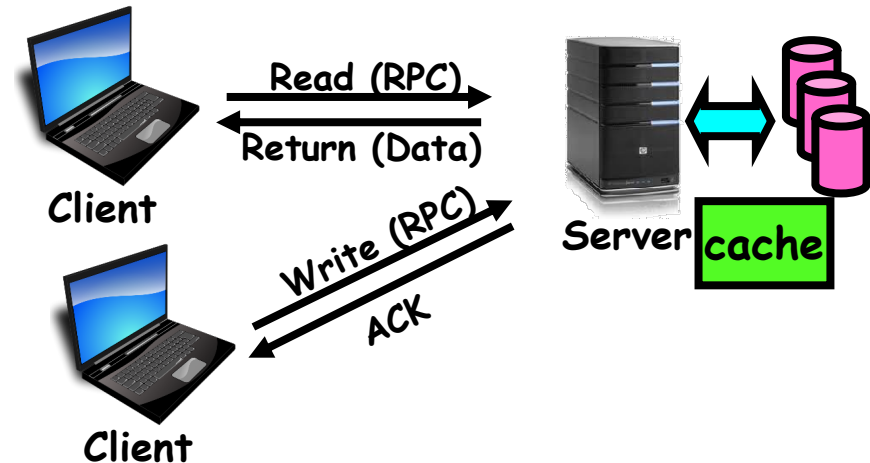 Read (RPC)
Return (Data)
Client
Server
cache
Write (RPC)
ACK
Client